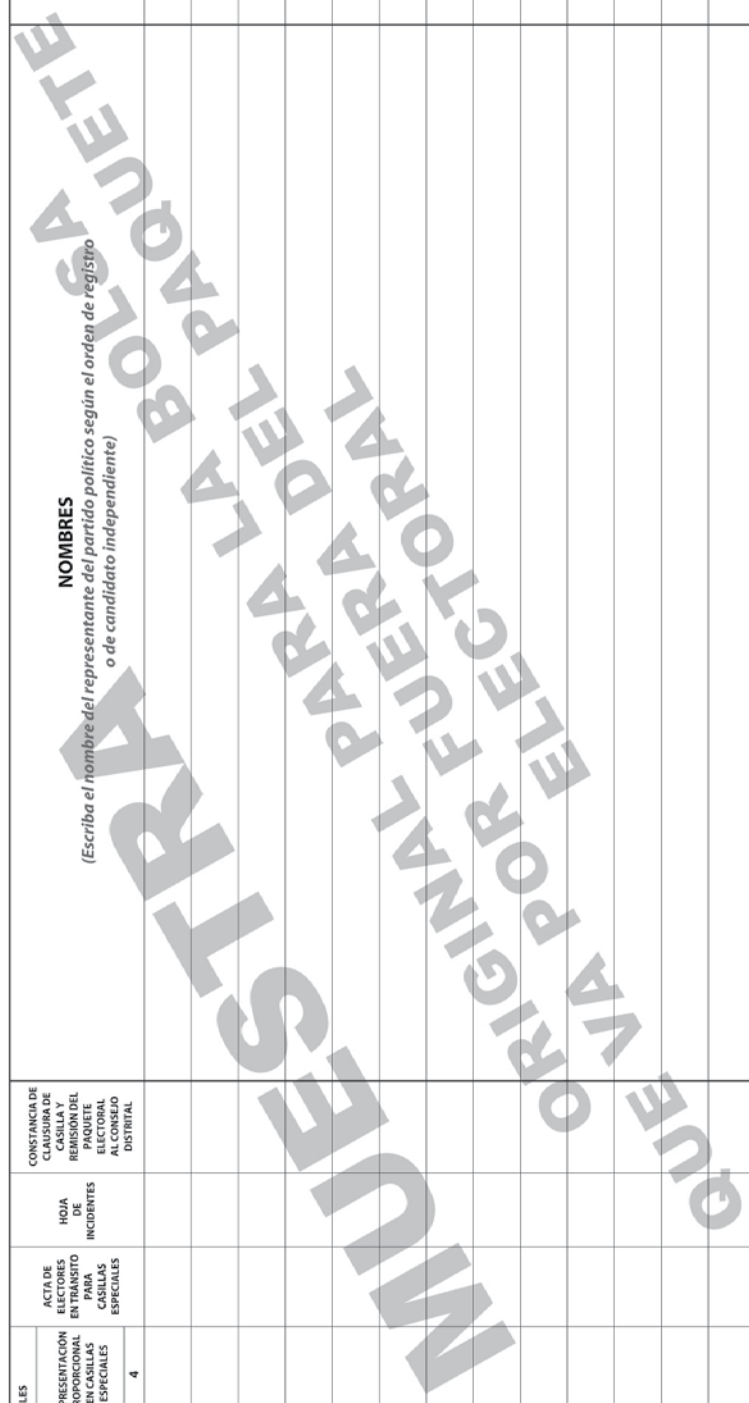 LES
PRESENTACIÓN
ROPORCIONAL
EN CASILLAS
ESPECIALES
4
ACTA DE
ELECTORES
EN TRÁNSITO
PARA
CASILLAS
ESPECIALES
HOJA
DE
INCIDENTES
CONSTANCIA DE
CLAUSURA DE
CASILLA Y
REMISIÓN DEL
PAQUETE
ELECTORAL
AL CONSEJO
DISTRITAL
NOMBRES
(Escriba el nombre del representante del partido político según el orden de registro
o de candidato independiente)
MUESTRA
ORIGINAL PARA LA BOLSA
QUE VA POR FUERA DEL PAQUETE
ELECTORAL